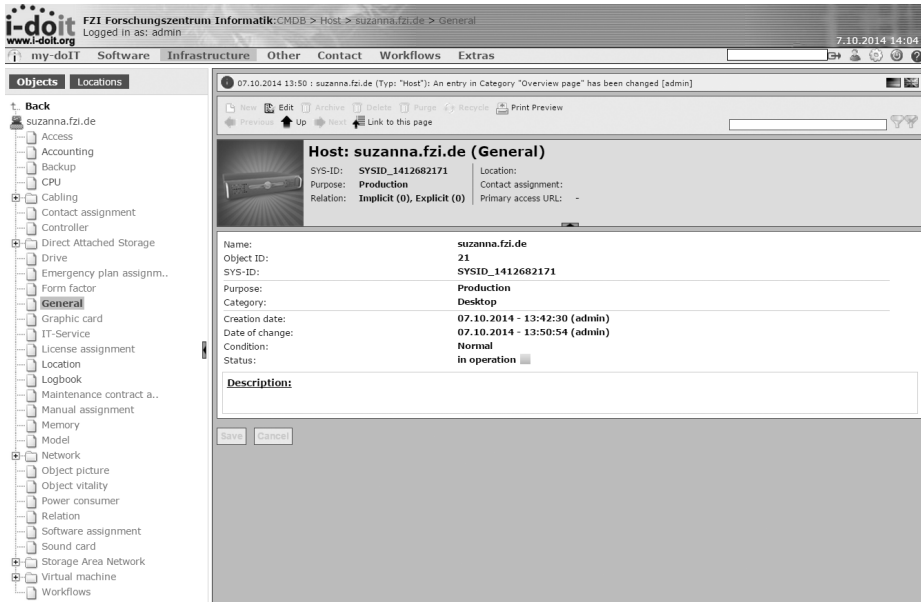 i-doit
www.i-doit.org
FZI Forschungszentrum Informatik:CMDB > Host > suzanna.fzi.de > General
Logged in as: admin
7.10.2014 14:04
my-doIT Software Infrastructure Other Contact Workflows Extras
Objects Locations
Back
suzanna.fzi.de
Access
Accounting
Backup
CPU
Cabling
Contact assignment
Controller
Direct Attached Storage
Drive
Emergency plan assignm..
Form factor
General
Graphic card
IT-Service
License assignment
Location
Logbook
Maintenance contract a..
Manual assignment
Memory
Model
Network
Object picture
Object vitality
Power consumer
Relation
Software assignment
Sound card
Storage Area Network
Virtual machine
Workflows
07.10.2014 13:50 : suzanna.fzi.de (Typ: "Host"): An entry in Category "Overview page" has been changed [admin]
New Edit Archive Delete Purge Recycle Print Preview
Previous Up Next Link to this page
Host: suzanna.fzi.de (General)
SYS-ID: SYSID_1412682171 Location:
Purpose: Production Contact assignment:
Relation: Implicit (0), Explicit (0) Primary access URL: -
Name: suzanna.fzi.de
Object ID: 21
SYS-ID: SYSID_1412682171
Purpose: Production
Category: Desktop
Creation date: 07.10.2014 - 13:42:30 (admin)
Date of change: 07.10.2014 - 13:50:54 (admin)
Condition: Normal
Status: in operation
Description:
Save Cancel